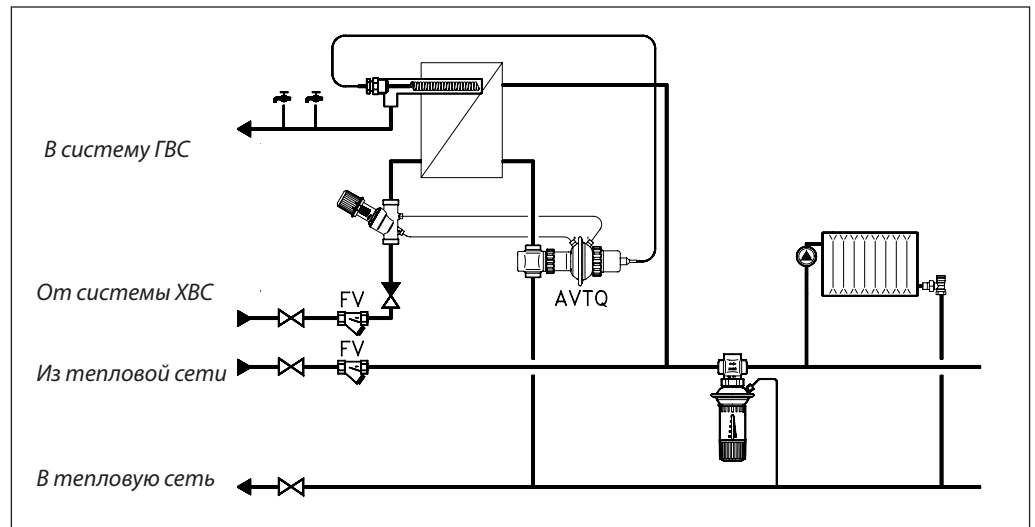 В систему ГВС
От системы ХВС
FV
AVTQ
FV
Из тепловой сети
В тепловую сеть